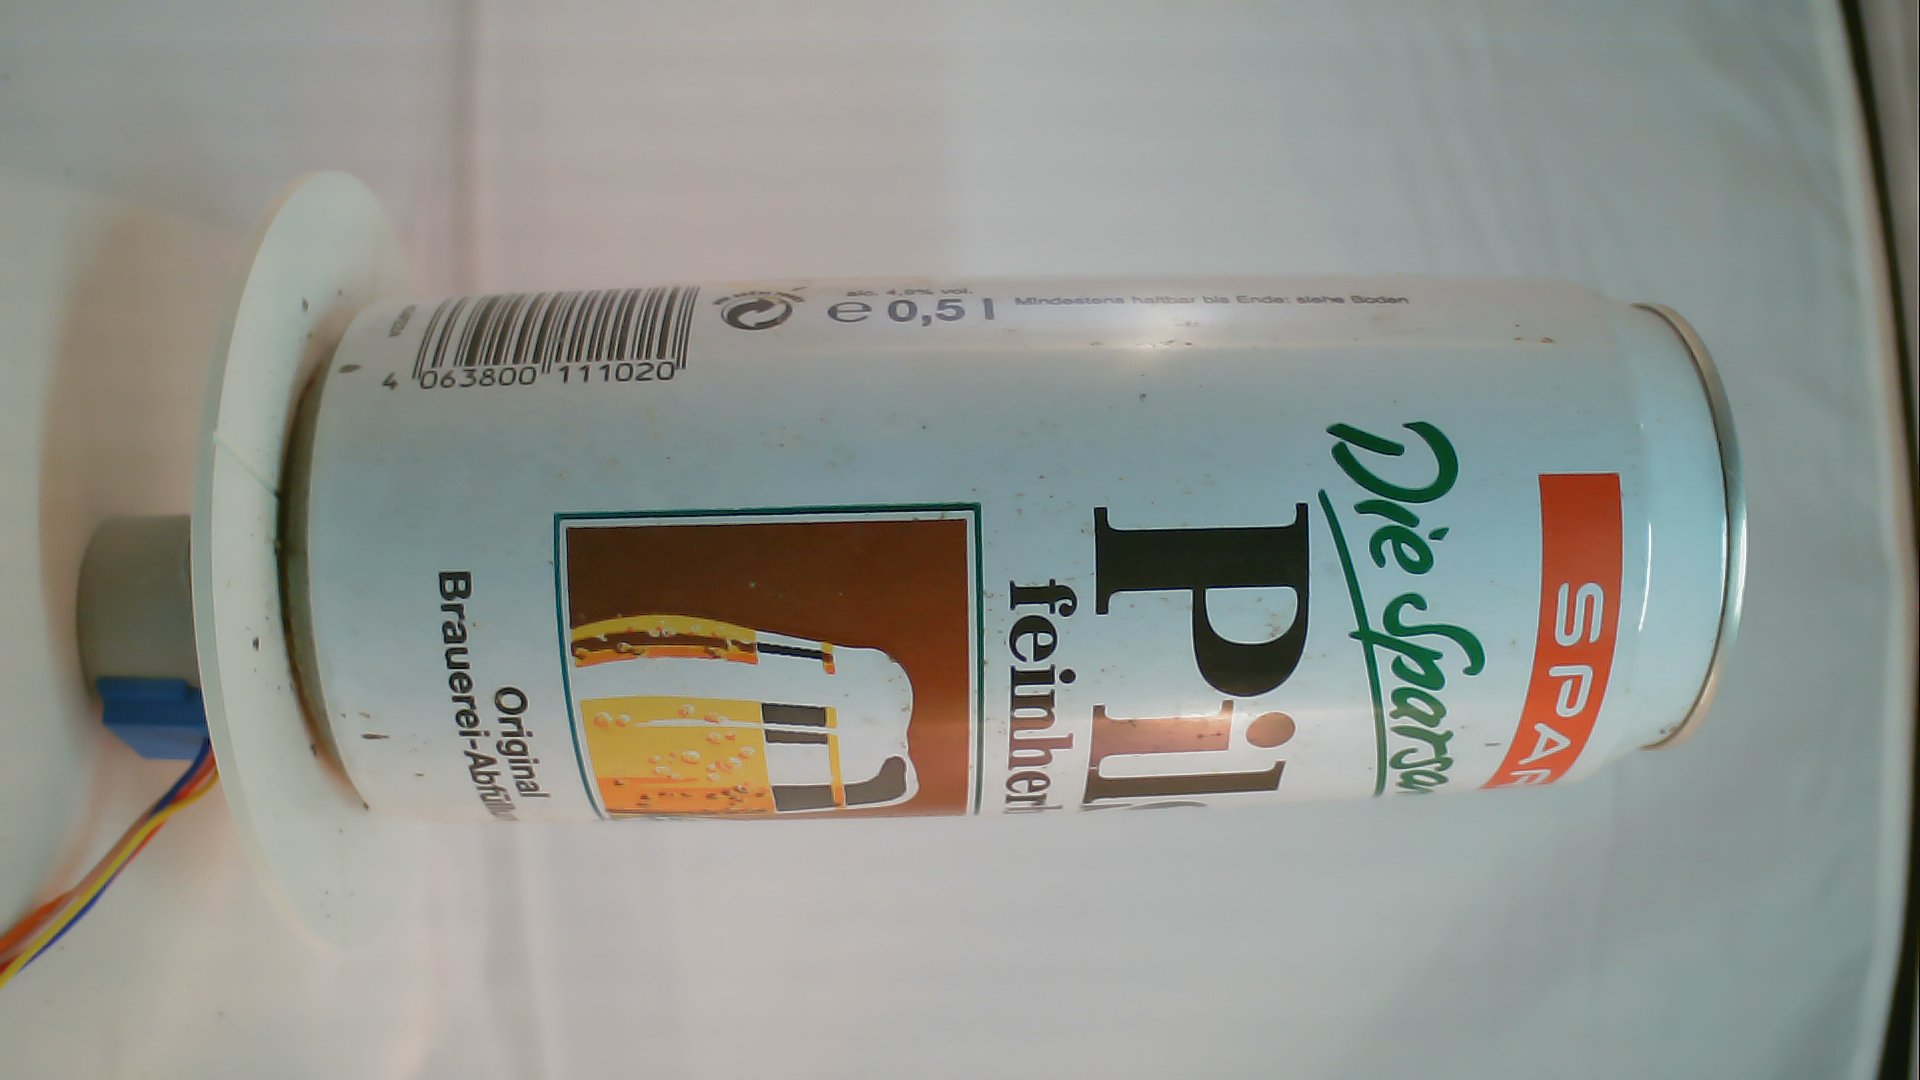 SPAR
Die Sparsa
Pils
feinher
Original
Brauerei-Abfüll
alc. 4,9% vol.
e 0,5 l
Mindestens haltbar bis Ende: siehe Boden
4 063800 111020